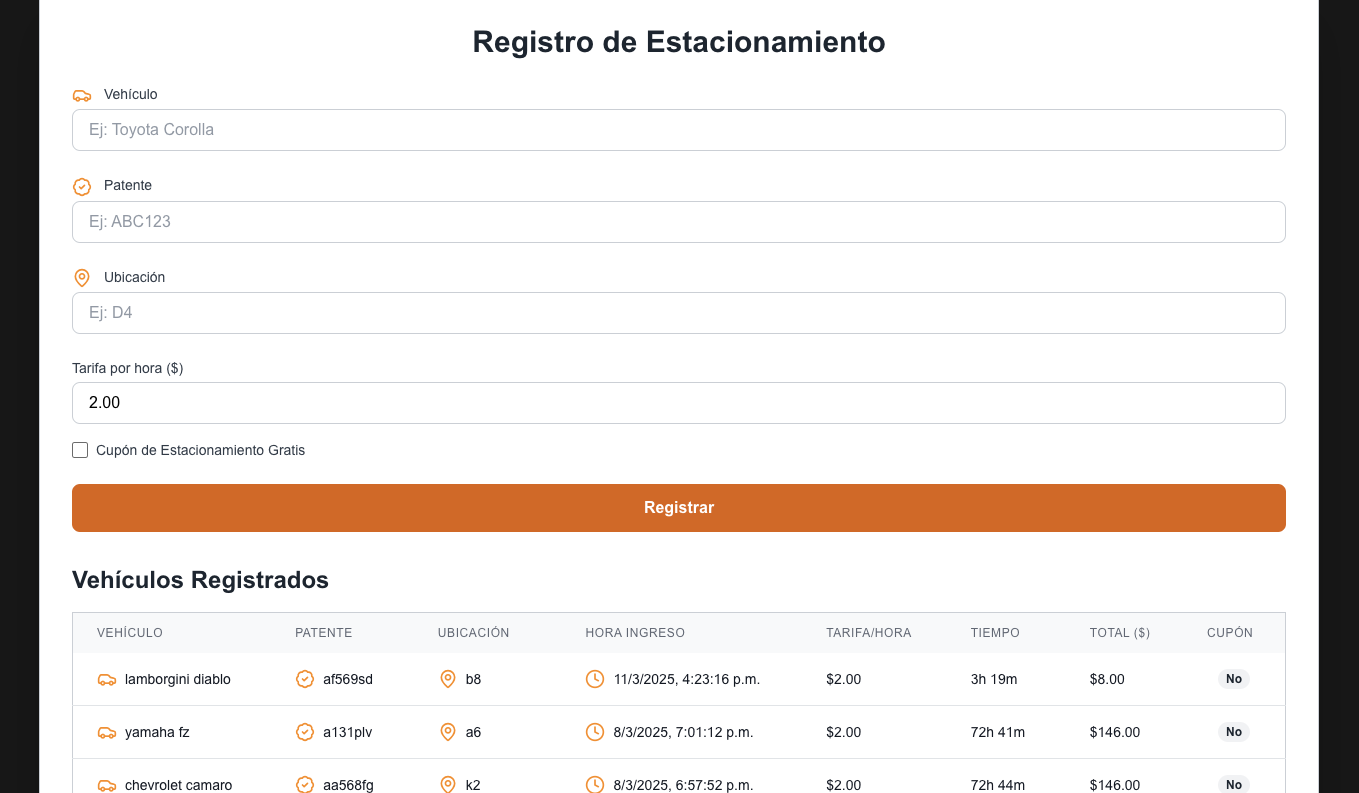 Registro de Estacionamiento
Vehículo
Ej: Toyota Corolla
Patente
Ej: ABC123
Ubicación
Ej: D4
Tarifa por hora ($)
2.00
Cupón de Estacionamiento Gratis
Registrar
Vehículos Registrados
VEHÍCULO PATENTE UBICACIÓN HORA INGRESO TARIFA/HORA TIEMPO TOTAL ($) CUPÓN
lamborgini diablo af569sd b8 11/3/2025, 4:23:16 p.m. $2.00 3h 19m $8.00 No
yamaha fz a131plv a6 8/3/2025, 7:01:12 p.m. $2.00 72h 41m $146.00 No
chevrolet camaro aa568fg k2 8/3/2025, 6:57:52 p.m. $2.00 72h 44m $146.00 No